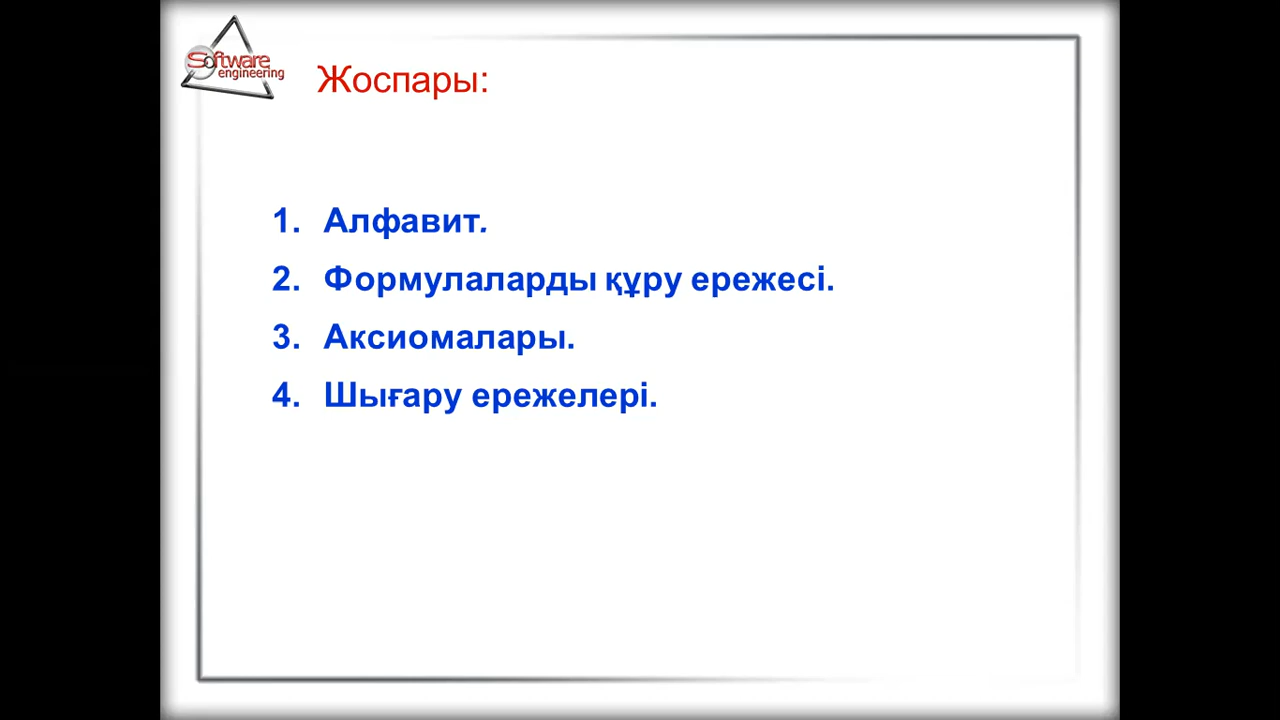 Software
engineering
Жоспары:
1. Алфавит.
2. Формулаларды құру ережесі.
3. Аксиомалары.
4. Шығару ережелері.